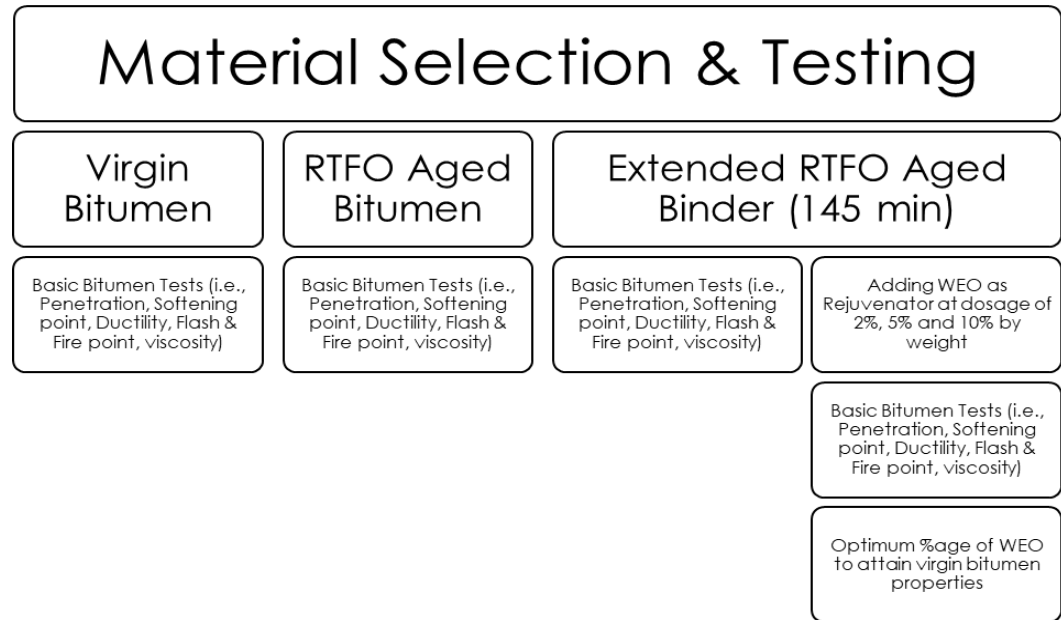 Material Selection & Testing
Virgin
Bitumen
RTFO Aged
Bitumen
Extended RTFO Aged
Binder (145 min)
Basic Bitumen Tests (i.e.,
Penetration, Softening
point, Ductility, Flash &
Fire point, viscosity)
Basic Bitumen Tests (i.e.,
Penetration, Softening
point, Ductility, Flash &
Fire point, viscosity)
Basic Bitumen Tests (i.e.,
Penetration, Softening
point, Ductility, Flash &
Fire point, viscosity)
Adding WEO as
Rejuvenator at dosage of
2%, 5% and 10% by
weight
Basic Bitumen Tests (i.e.,
Penetration, Softening
point, Ductility, Flash &
Fire point, viscosity)
Optimum %age of WEO
to attain virgin bitumen
properties